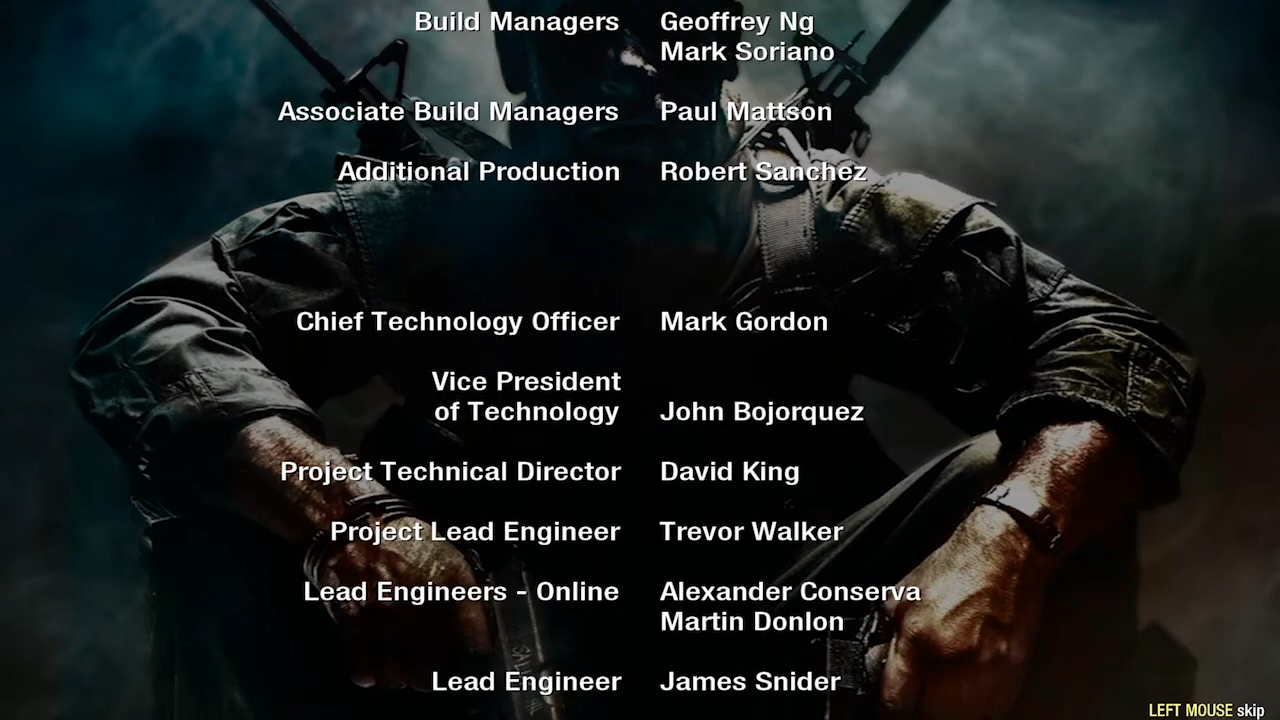 Build Managers Geoffrey Ng
Mark Soriano
Associate Build Managers Paul Mattson
Additional Production Robert Sanchez
Chief Technology Officer Mark Gordon
Vice President
of Technology John Bojorquez
Project Technical Director David King
Project Lead Engineer Trevor Walker
Lead Engineers - Online Alexander Conserva
Martin Donlon
Lead Engineer James Snider
LEFT MOUSE skip